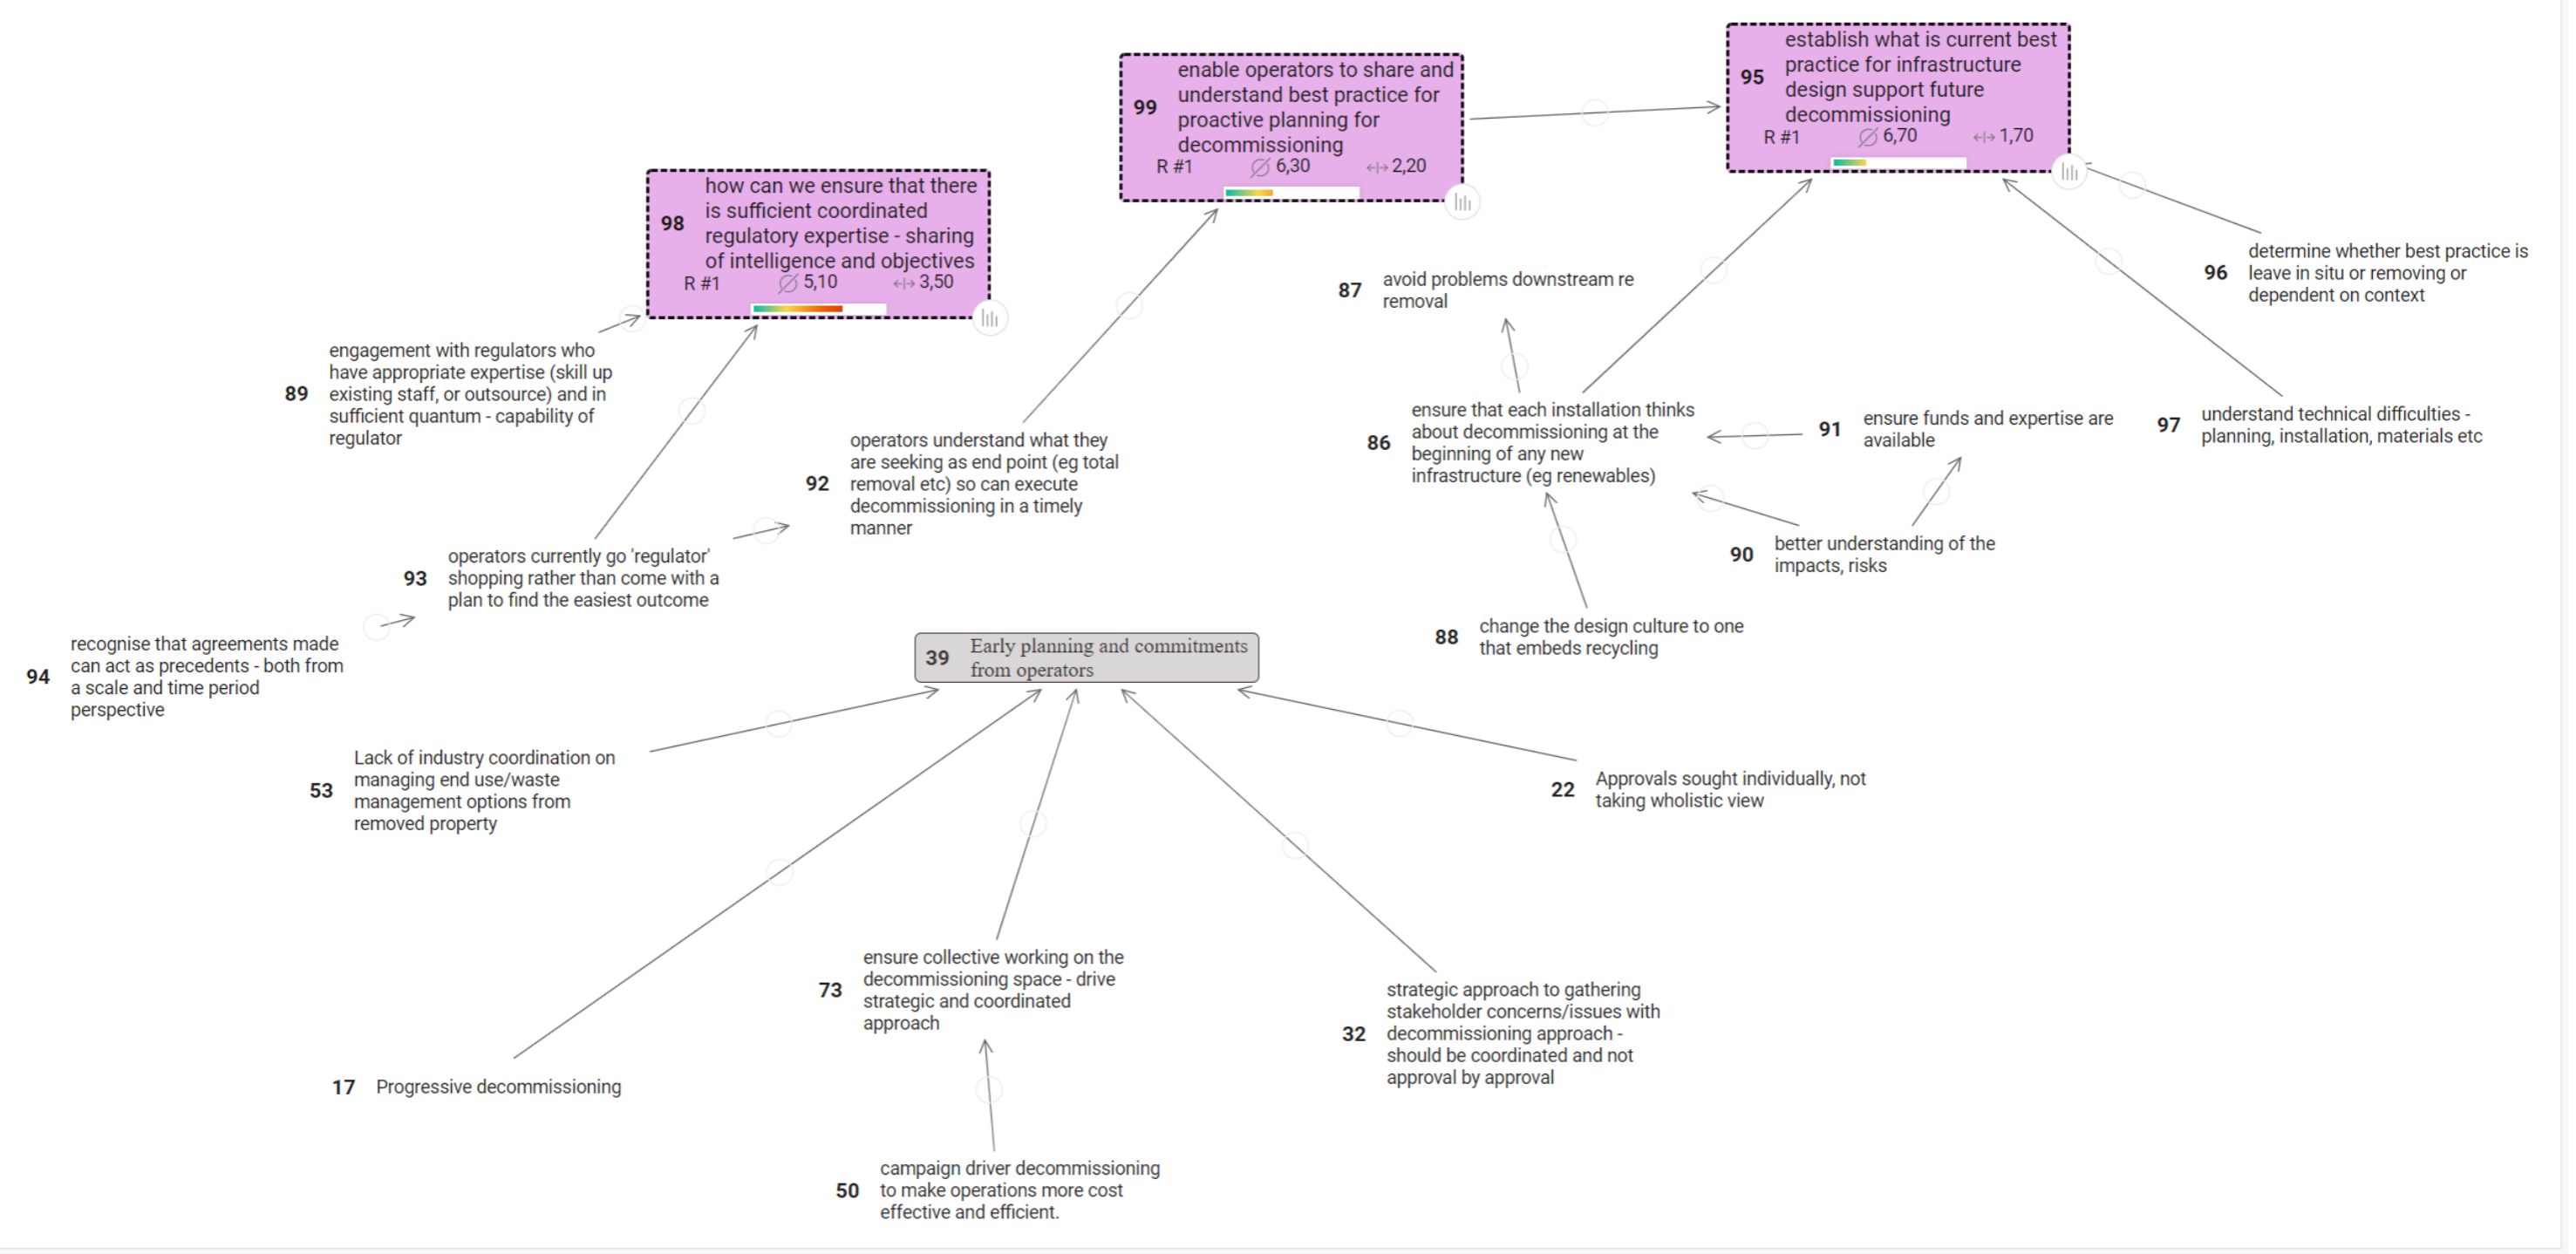 establish what is current best
95
practice for infrastructure
design support future
decommissioning
R #1
6,70
1,70
enable operators to share and
99
understand best practice for
proactive planning for
decommissioning
R #1
6,30
2,20
how can we ensure that there
98
is sufficient coordinated
regulatory expertise - sharing
of intelligence and objectives
R #1
5,10
3,50
96
determine whether best practice is
leave in situ or removing or
dependent on context
87
avoid problems downstream re
removal
89
engagement with regulators who
have appropriate expertise (skill up
existing staff, or outsource) and in
sufficient quantum - capability of
regulator
92
operators understand what they
are seeking as end point (eg total
removal etc) so can execute
decommissioning in a timely
manner
86
ensure that each installation thinks
about decommissioning at the
beginning of any new
infrastructure (eg renewables)
91
ensure funds and expertise are
available
97
understand technical difficulties -
planning, installation, materials etc
93
operators currently go 'regulator'
shopping rather than come with a
plan to find the easiest outcome
90
better understanding of the
impacts, risks
94
recognise that agreements made
can act as precedents - both from
a scale and time period
perspective
39
Early planning and commitments
from operators
88
change the design culture to one
that embeds recycling
53
Lack of industry coordination on
managing end use/waste
management options from
removed property
22
Approvals sought individually, not
taking wholistic view
73
ensure collective working on the
decommissioning space - drive
strategic and coordinated
approach
32
strategic approach to gathering
stakeholder concerns/issues with
decommissioning approach -
should be coordinated and not
approval by approval
17
Progressive decommissioning
50
campaign driver decommissioning
to make operations more cost
effective and efficient.